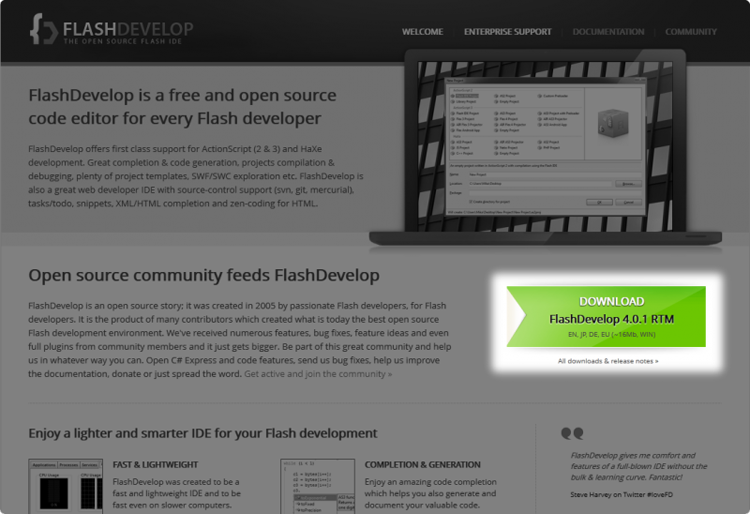 FLASHDEVELOP
THE OPEN SOURCE FLASH IDE
WELCOME
ENTERPRISE SUPPORT
DOCUMENTATION
COMMUNITY
FlashDevelop is a free and open source
code editor for every Flash developer
FlashDevelop offers first class support for ActionScript (2 & 3) and HaXe
development. Great completion & code generation, projects compilation &
debugging, plenty of project templates, SWF/SWC exploration etc. FlashDevelop is
also a great web developer IDE with source-control support (svn, git, mercurial),
tasks/todo, snippets, XML/HTML completion and zen-coding for HTML.
New Project
Open source community feeds FlashDevelop
FlashDevelop is an open source story; it was created in 2005 by passionate Flash developers, for Flash
developers. It is the product of many contributors which created what is today the best open source
Flash development environment. We've received numerous features, bug fixes, feature ideas and even
full plugins from community members and it just gets bigger. Be part of this great community and help
us in whatever way you can. Open C# Express and code features, send us bug fixes, help us improve
the documentation, donate or just spread the word. Get active and join the community »
DOWNLOAD
FlashDevelop 4.0.1 RTM
EN, JP, DE, EU (~16Mb, WIN)
All downloads & release notes »
Enjoy a lighter and smarter IDE for your Flash development
Applications Processes Services
FAST & LIGHTWEIGHT
FlashDevelop was created to be a
fast and lightweight IDE and to be
fast even on slower computers.
COMPLETION & GENERATION
Enjoy an amazing code completion
which helps you also generate and
document your valuable code.
FlashDevelop gives me comfort and
features of a full-blown IDE without the
bulk & learning curve. Fantastic!
Steve Harvey on Twitter #loveFD